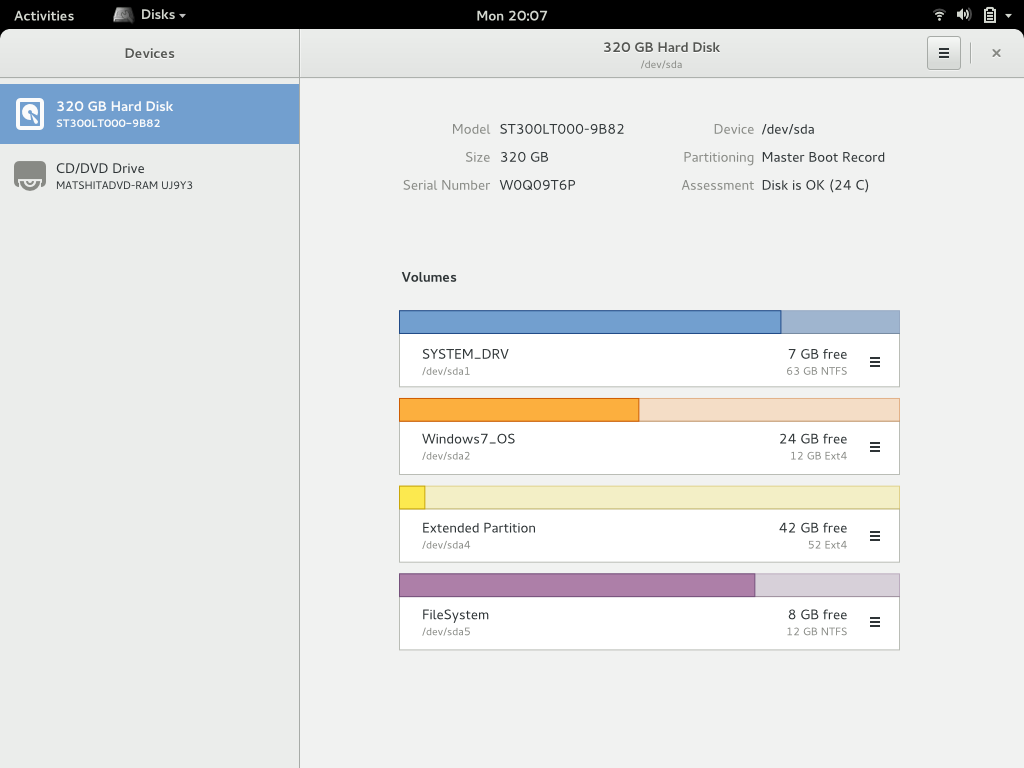 Activities
Disks
Mon 20:07
Devices
320 GB Hard Disk
/dev/sda
320 GB Hard Disk
ST300LT000-9B82
CD/DVD Drive
MATSHITADVD-RAM UJ9Y3
Model ST300LT000-9B82
Device /dev/sda
Size 320 GB
Partitioning Master Boot Record
Serial Number W0Q09T6P
Assessment Disk is OK (24 C)
Volumes
SYSTEM_DRV 7 GB free
/dev/sda1 63 GB NTFS
Windows7_OS 24 GB free
/dev/sda2 12 GB Ext4
Extended Partition 42 GB free
/dev/sda4 52 Ext4
FileSystem 8 GB free
/dev/sda5 12 GB NTFS